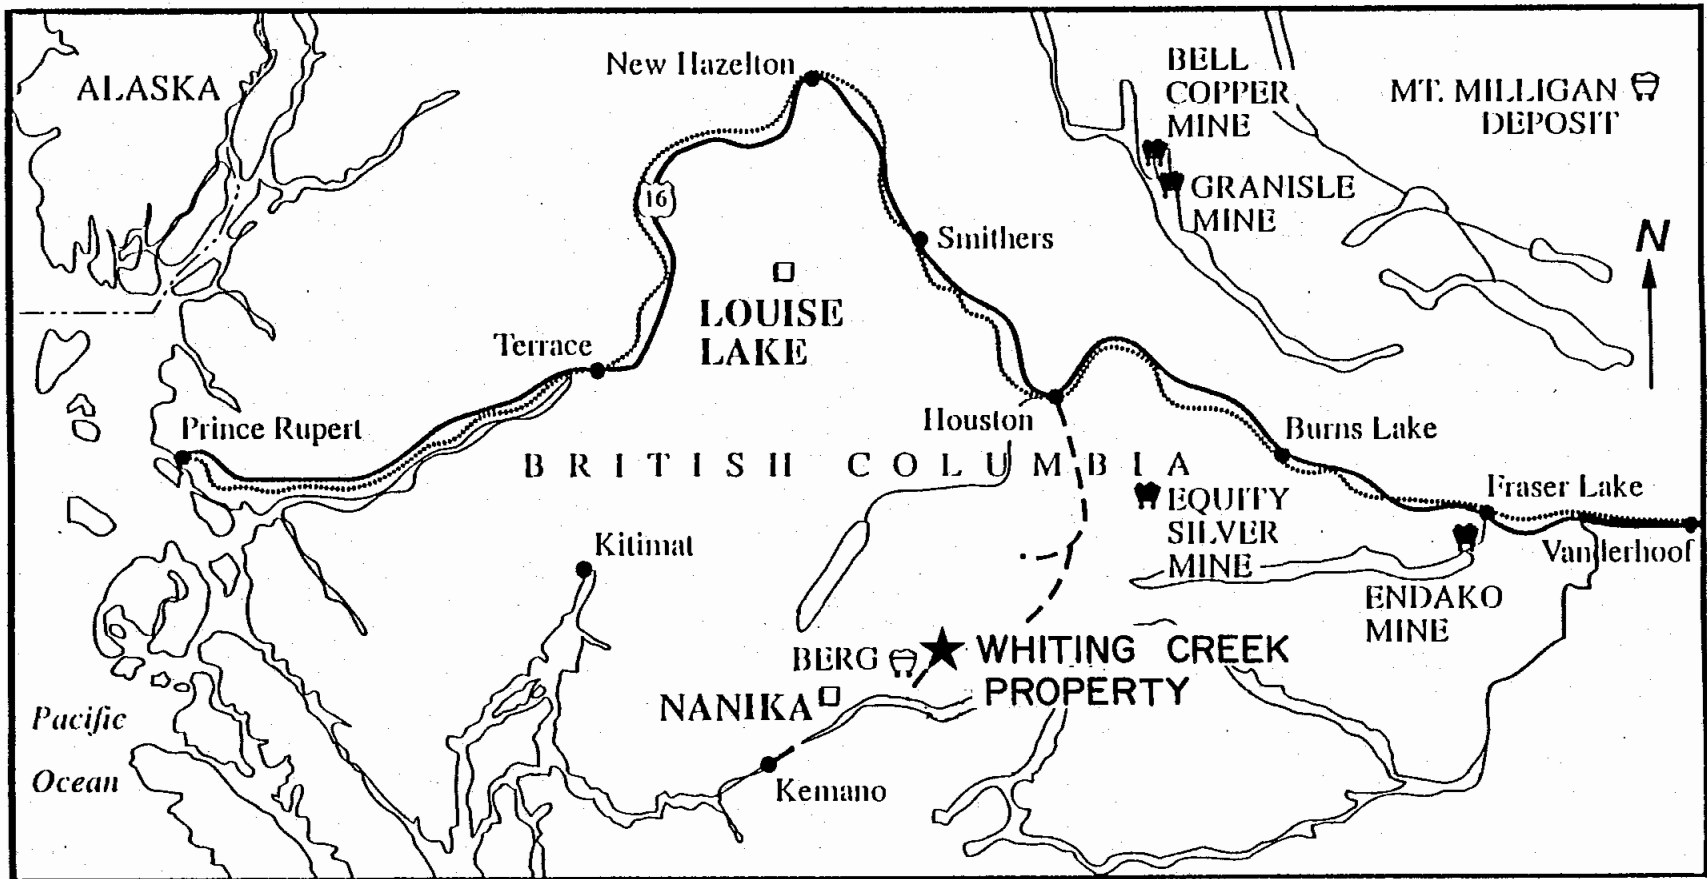 ALASKA
New Hazelton
BELL
COPPER
MINE
MT. MILLIGAN
DEPOSIT
GRANISLE
MINE
16
Smithers
N
LOUISE
LAKE
Terrace
Prince Rupert
Houston
Burns Lake
BRITISH COLUMBIA
EQUITY
SILVER
MINE
Fraser Lake
Vanderhoof
Kitimat
ENDAKO
MINE
BERG
WHITING CREEK
PROPERTY
NANIKA
Pacific
Ocean
Kemano